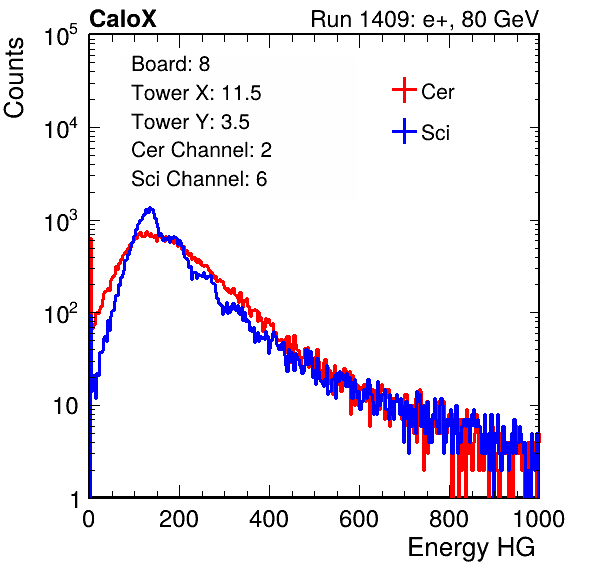 CaloX Run 1409: e+, 80 GeV
Counts
10^5
10^4
10^3
10^2
10
1
Board: 8
Tower X: 11.5
Tower Y: 3.5
Cer Channel: 2
Sci Channel: 6
Cer
Sci
0 200 400 600 800 1000
Energy HG